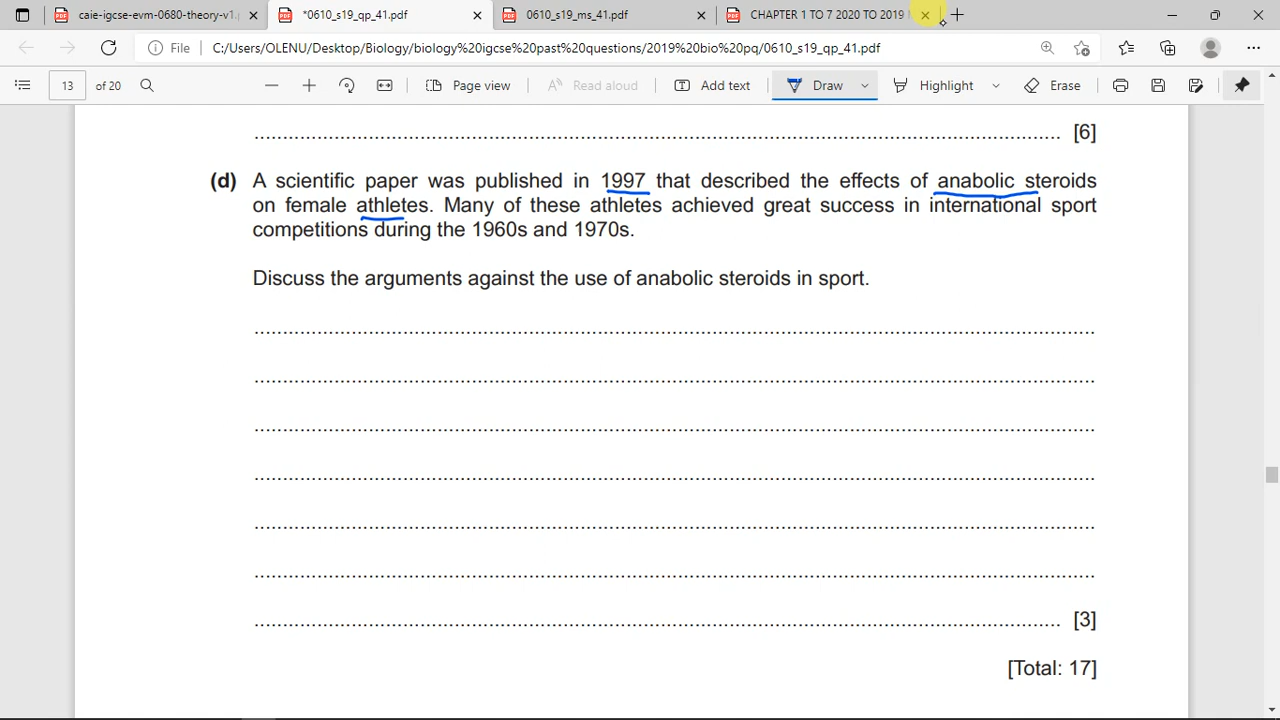 caie-igcse-evm-0680-theory-v1.
*0610_s19_qp_41.pdf
0610_s19_ms_41.pdf
CHAPTER 1 TO 7 2020 TO 2019
File
C:/Users/OLENU/Desktop/Biology/biology%20igcse%20past%20questions/2019%20bio%20pq/0610_s19_qp_41.pdf
13 of 20
Page view
Read aloud
Add text
Draw
Highlight
Erase
[6]
(d) A scientific paper was published in 1997 that described the effects of anabolic steroids
on female athletes. Many of these athletes achieved great success in international sport
competitions during the 1960s and 1970s.
Discuss the arguments against the use of anabolic steroids in sport.
[3]
[Total: 17]